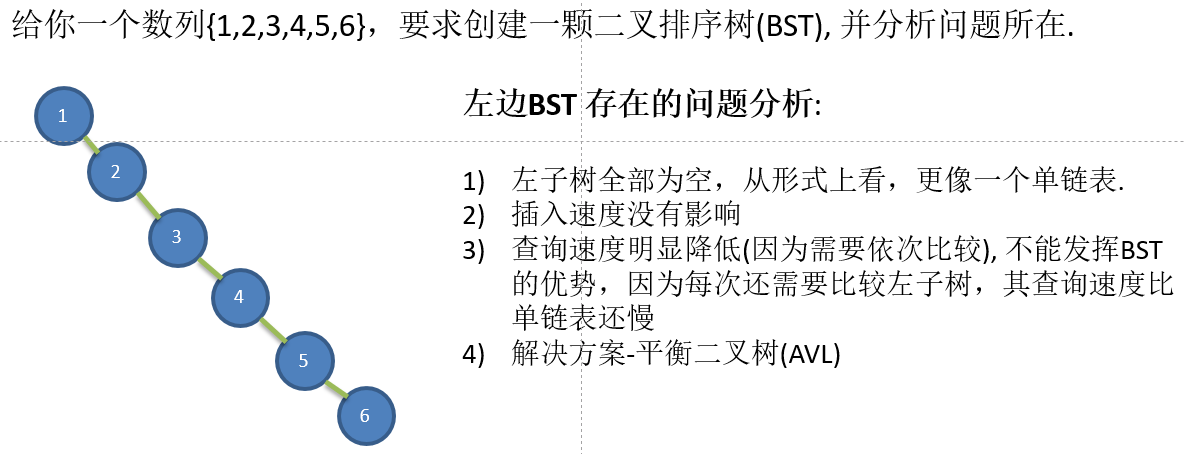 给你一个数列{1,2,3,4,5,6}，要求创建一颗二叉排序树(BST), 并分析问题所在.
左边BST 存在的问题分析:
1
2
3
4
5
6
1) 左子树全部为空，从形式上看，更像一个单链表.
2) 插入速度没有影响
3) 查询速度明显降低(因为需要依次比较), 不能发挥BST
的优势，因为每次还需要比较左子树，其查询速度比
单链表还慢
4) 解决方案-平衡二叉树(AVL)